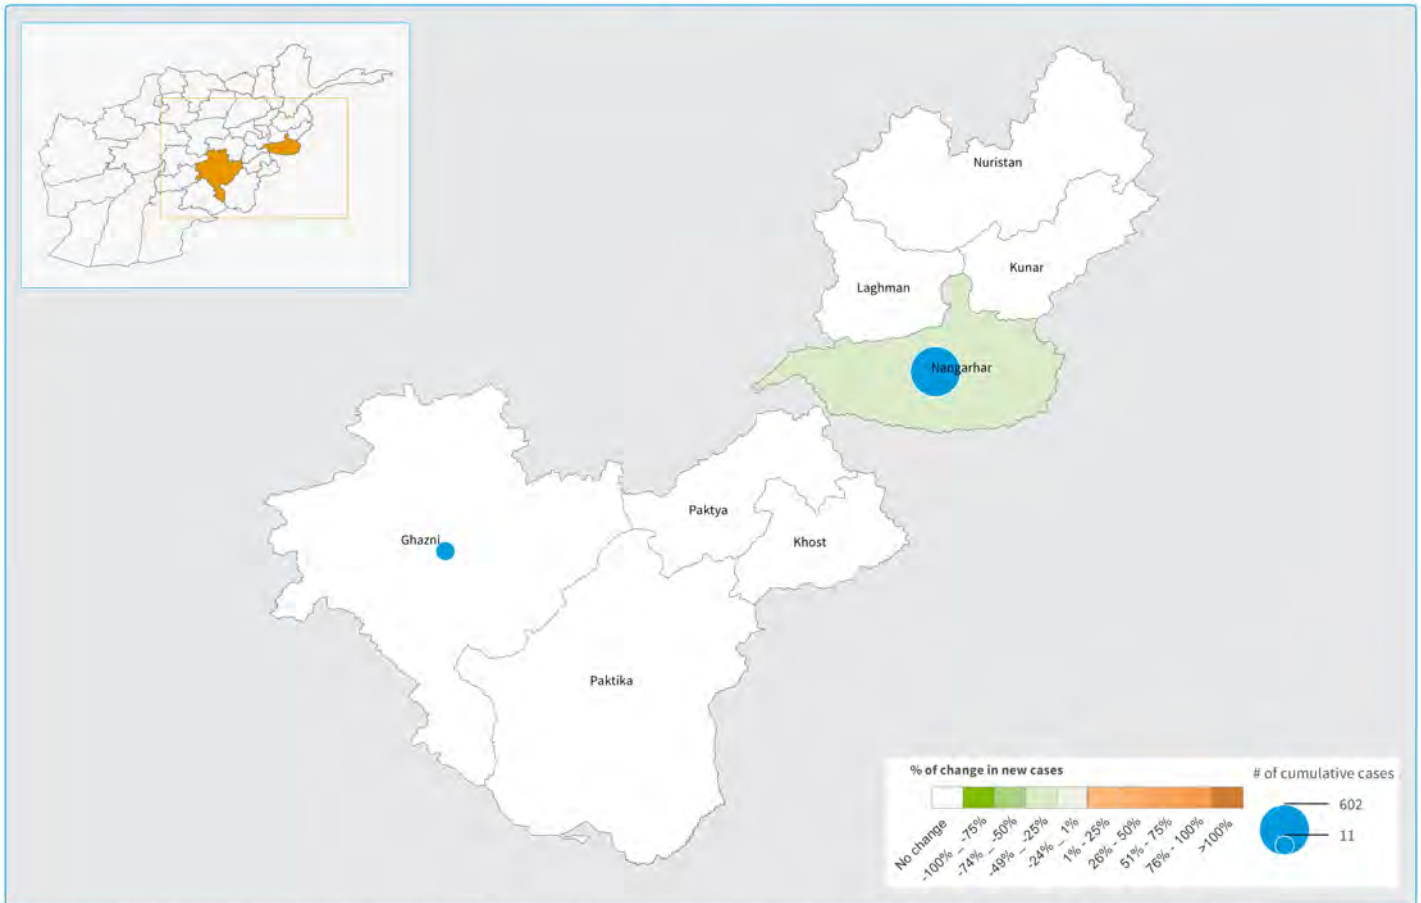 Nuristan
Kunar
Laghman
Nangarhar
Paktya
Ghazni
Khost
Paktika
% of change in new cases
No change
-100% _ -75%
-74% _ -50%
-49% _ -25%
-24% _ 1%
1% - 25%
26% - 50%
51% - 75%
76% - 100%
>100%
# of cumulative cases
602
11